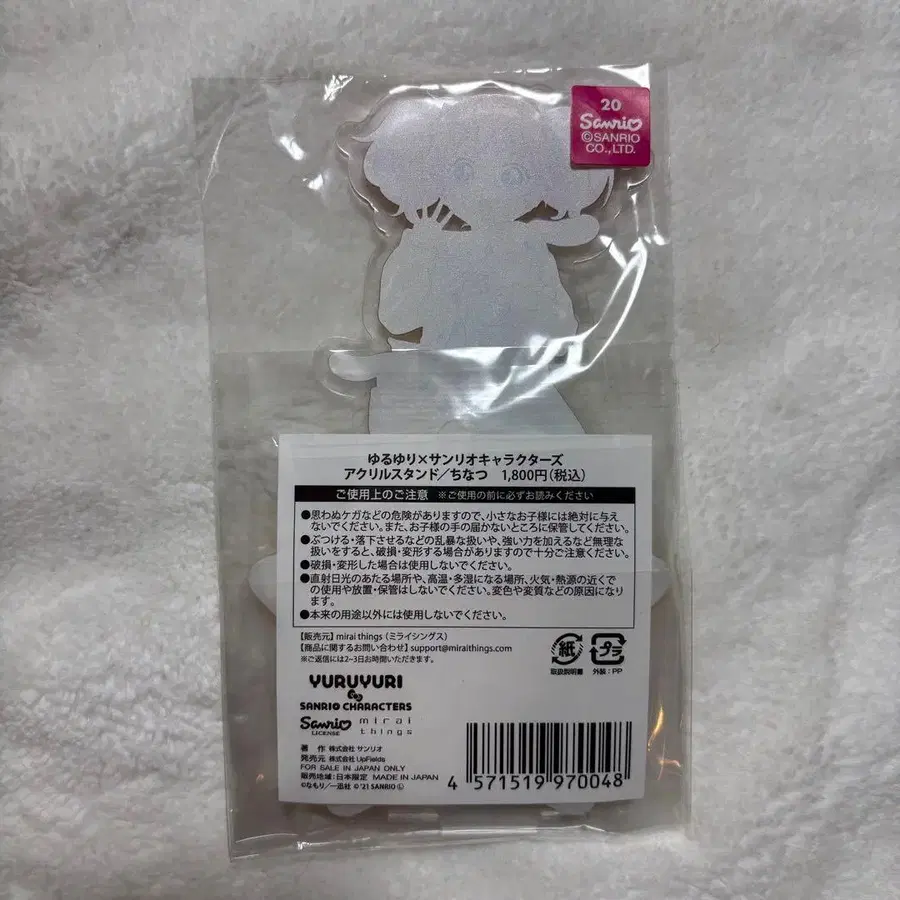 20
Sanrio
©SANRIO
CO.,LTD.
ゆるゆり×サンリオキャラクターズ
アクリルスタンド/ちなつ 1,800円(税込)
ご使用上のご注意 ※ご使用の前に必ずお読みください
●思わぬケガなどの危険がありますので、小さなお子様には絶対に与え
ないでください。また、お子様の手の届かないところに保管してください。
●ぶつける・落下させるなどの乱暴な扱いや、強い力を加えるなど無理な
扱いをすると、破損・変形する場合がありますので十分ご注意ください。
●破損・変形した場合は使用しないでください。
●直射日光のあたる場所や、高温・多湿になる場所、火気・熱源の近くで
の使用や放置・保管はしないでください。変色や変質などの原因になり
ます。
●本来の用途以外には使用しないでください。
【販売元】mirai things (ミライシングス)
【商品に関するお問い合わせ】support@miraithings.com
※ご返信には2~3日お時間いただきます。
紙
取扱説明書
プラ
外装:PP
YURUYURI
SANRIO CHARACTERS
Sanrio
LICENSE
mirai
things
著 作 株式会社 サンリオ
発売元 株式会社 UpFields
FOR SALE IN JAPAN ONLY
販売地域:日本限定 MADE IN JAPAN
©なもり/一迅社 © '21 SANRIO Ⓛ
4 571519 970048